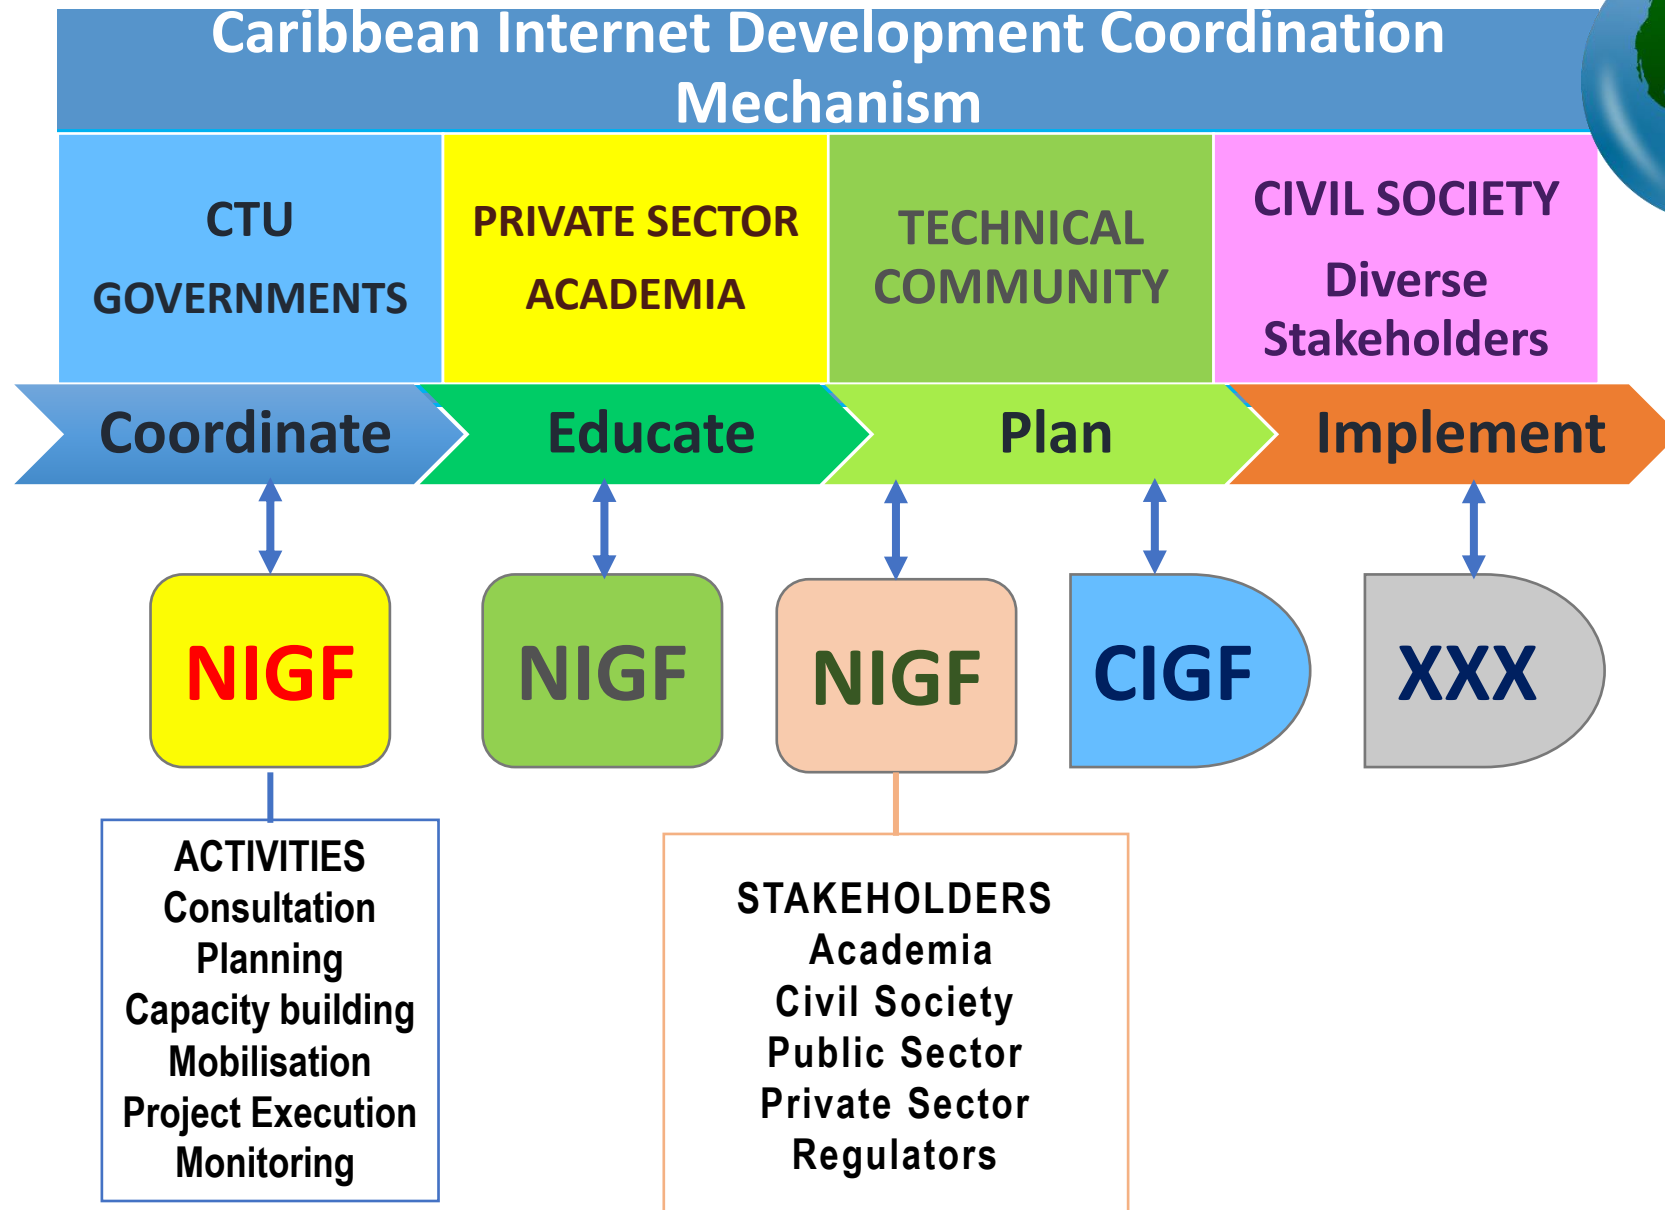 Caribbean Internet Development Coordination
Mechanism
CTU
GOVERNMENTS
PRIVATE SECTOR
ACADEMIA
TECHNICAL
COMMUNITY
CIVIL SOCIETY
Diverse
Stakeholders
Coordinate
Educate
Plan
Implement
NIGF
NIGF
NIGF
CIGF
XXX
ACTIVITIES
Consultation
Planning
Capacity building
Mobilisation
Project Execution
Monitoring
STAKEHOLDERS
Academia
Civil Society
Public Sector
Private Sector
Regulators